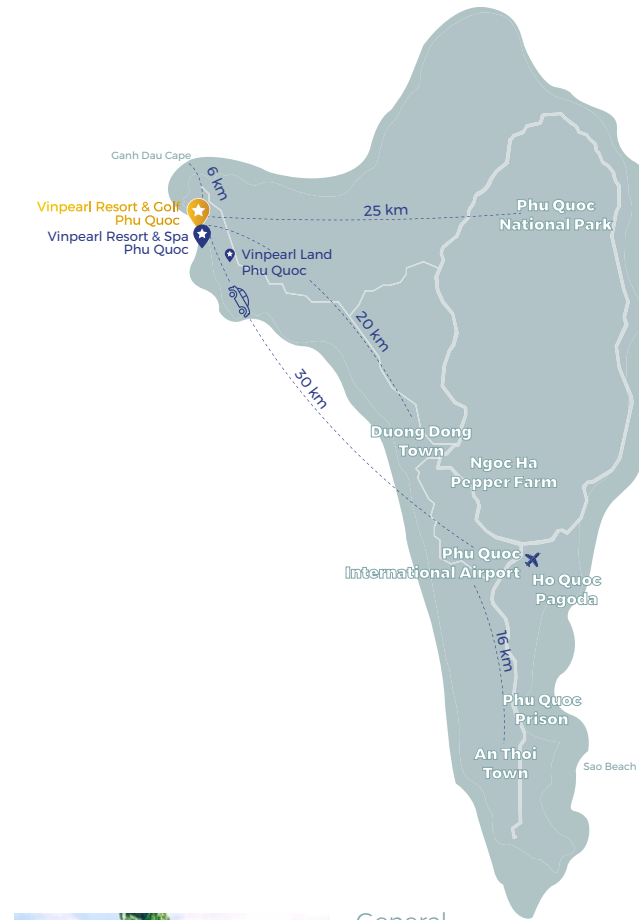 Ganh Dau Cape
6 km
Vinpearl Resort & Golf
Phu Quoc
25 km
Phu Quoc
National Park
Vinpearl Resort & Spa
Phu Quoc
Vinpearl Land
Phu Quoc
20 km
30 km
Duong Dong
Town
Ngoc Ha
Pepper Farm
Phu Quoc
International Airport
Ho Quoc
Pagoda
16 km
Phu Quoc
Prison
An Thoi
Town
Sao Beach
General